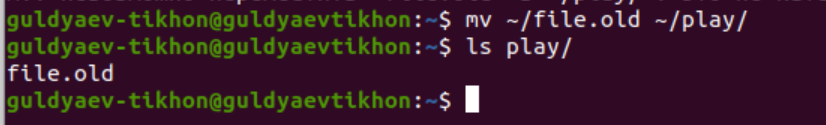 guldyaev-tikhon@guldyaevtikhon:~$ mv ~/file.old ~/play/
guldyaev-tikhon@guldyaevtikhon:~$ ls play/
file.old
guldyaev-tikhon@guldyaevtikhon:~$